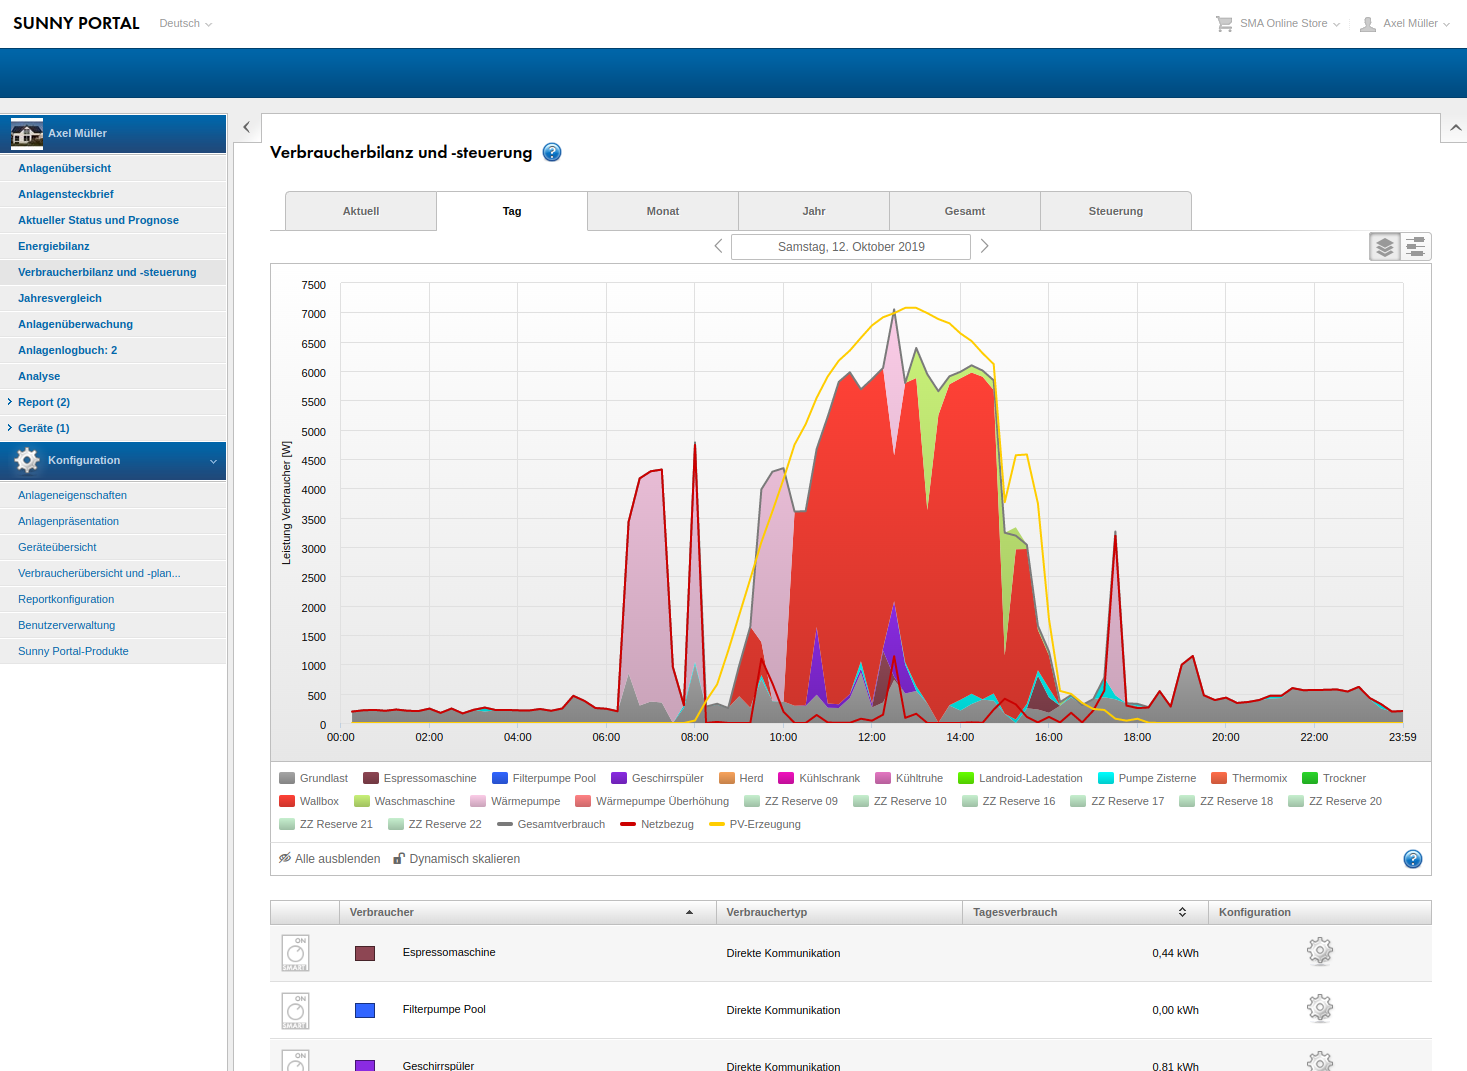 SUNNY PORTAL Deutsch SMA Online Store Axel Müller
Axel Müller
Anlagenübersicht
Anlagensteckbrief
Aktueller Status und Prognose
Energiebilanz
Verbraucherbilanz und -steuerung
Jahresvergleich
Anlagenüberwachung
Anlagenlogbuch: 2
Analyse
Report (2)
Geräte (1)
Konfiguration
Anlageneigenschaften
Anlagenpräsentation
Geräteübersicht
Verbraucherübersicht und -plan...
Reportkonfiguration
Benutzerverwaltung
Sunny Portal-Produkte
Verbraucherbilanz und -steuerung ?
Aktuell Tag Monat Jahr Gesamt Steuerung
Samstag, 12. Oktober 2019
Leistung Verbraucher [W]
7500
7000
6500
6000
5500
5000
4500
4000
3500
3000
2500
2000
1500
1000
500
0
00:00 02:00 04:00 06:00 08:00 10:00 12:00 14:00 16:00 18:00 20:00 22:00 23:59
Grundlast Espressomaschine Filterpumpe Pool Geschirrspüler Herd Kühlschrank Kühltruhe Landroid-Ladestation Pumpe Zisterne Thermomix Trockner
Wallbox Waschmaschine Wärmepumpe Wärmepumpe Überhöhung ZZ Reserve 09 ZZ Reserve 10 ZZ Reserve 16 ZZ Reserve 17 ZZ Reserve 18 ZZ Reserve 20
ZZ Reserve 21 ZZ Reserve 22 Gesamtverbrauch Netzbezug PV-Erzeugung
Alle ausblenden Dynamisch skalieren ?
Verbraucher Verbrauchertyp Tagesverbrauch Konfiguration
ON SMART! Espressomaschine Direkte Kommunikation 0,44 kWh
ON SMART! Filterpumpe Pool Direkte Kommunikation 0,00 kWh
ON Geschirrspüler Direkte Kommunikation 0,81 kWh